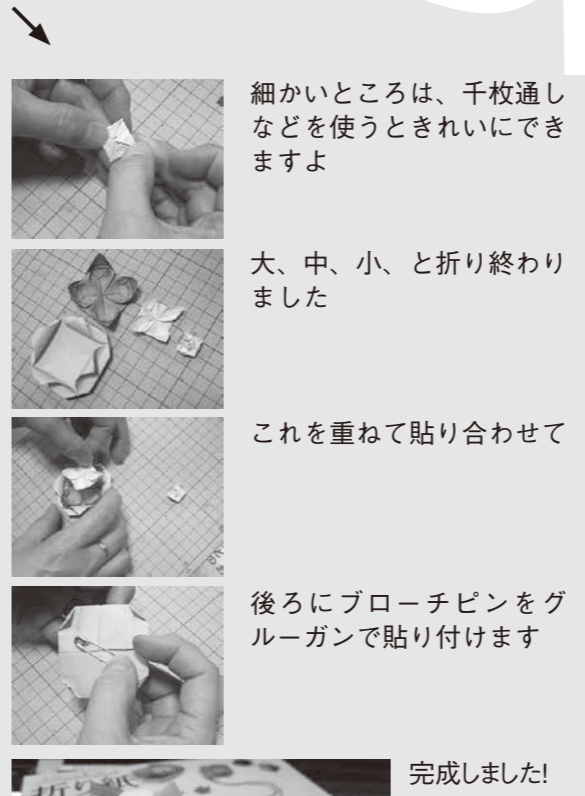 細かいところは、千枚通し
などを使うときれいにでき
ますよ
大、中、小、と折り終わり
ました
これを重ねて貼り合わせて
後ろにブローチピンをグ
ルーガンで貼り付けます
完成しました!
折り紙